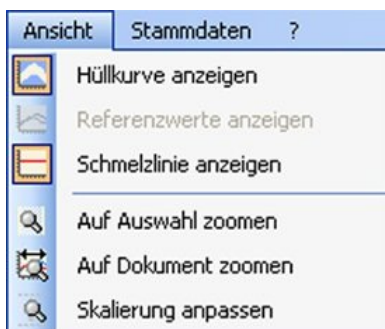 Ansicht Stammdaten ?
Hüllkurve anzeigen
Referenzwerte anzeigen
Schmelzlinie anzeigen
Auf Auswahl zoomen
Auf Dokument zoomen
Skalierung anpassen